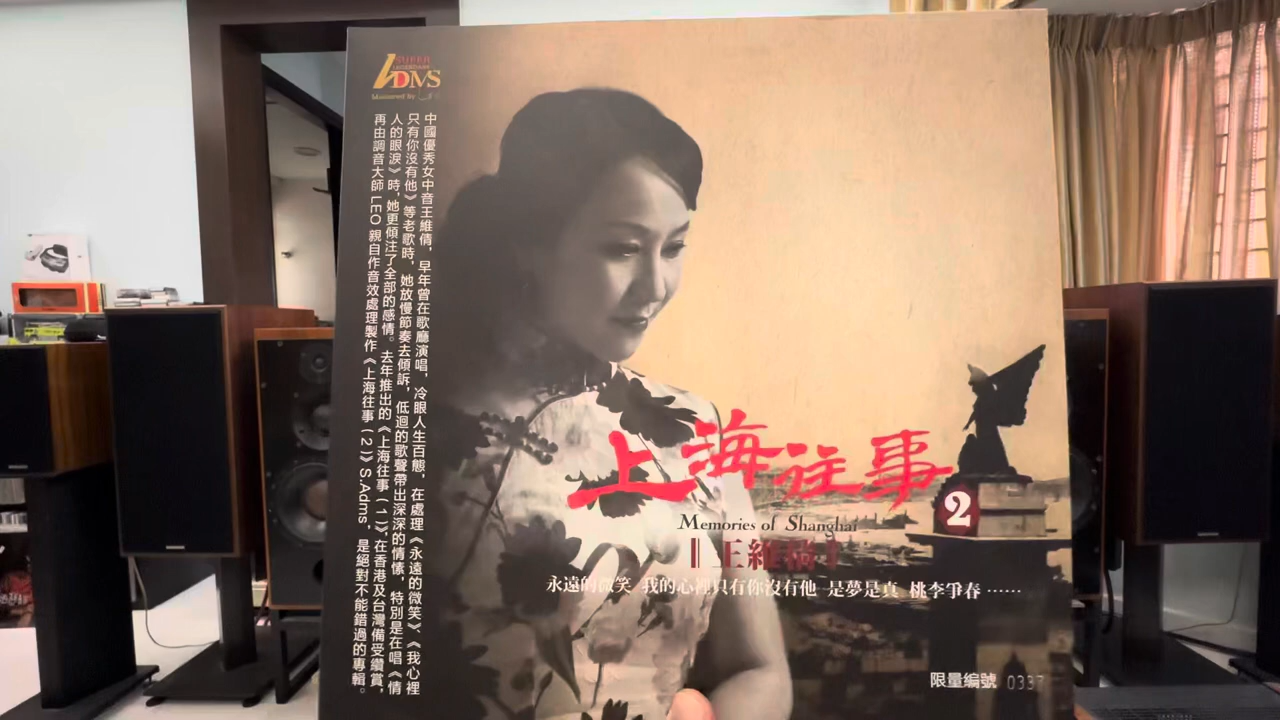 SUPER
LEGENDARY
LDMS
Mastered by
中國優秀女中音王維倩，早年曾在歌廳演唱，冷眼人生百態，在處理《永遠的微笑》、《我心裡
只有你沒有他》等老歌時，她放慢節奏去傾訴，低迴的歌聲帶出深深的情愫，特別是在唱《情
人的眼淚》時，她更傾注了全部的感情。去年推出的《上海往事（1）》，在香港及台灣備受纘賞，
再由調音大師 LEO 親自作音效處理製作《上海往事（2）》S.Adms，是絕對不能錯過的專輯。
上海往事
2
Memories of Shanghai
王維倩
永遠的微笑 我的心裡只有你沒有他 是夢是真 桃李爭春……
限量編號 0337